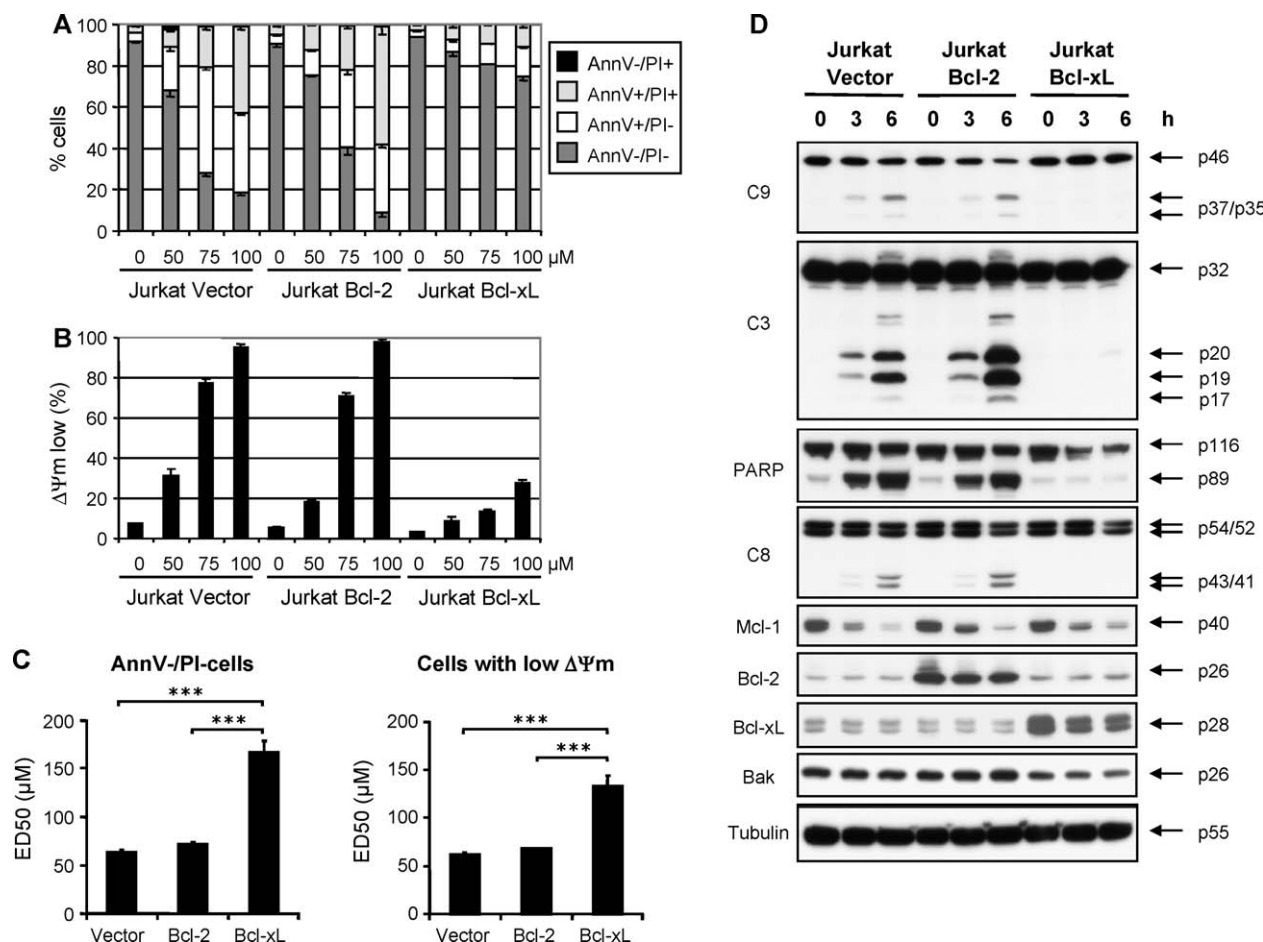 A
100
80
60
40
20
0
% cells
0 50 75 100 0 50 75 100 0 50 75 100 µM
Jurkat Vector Jurkat Bcl-2 Jurkat Bcl-xL
AnnV-/PI+
AnnV+/PI+
AnnV+/PI-
AnnV-/PI-
B
100
80
60
40
20
0
ΔΨm low (%)
0 50 75 100 0 50 75 100 0 50 75 100 µM
Jurkat Vector Jurkat Bcl-2 Jurkat Bcl-xL
C
AnnV-/PI-cells
***
***
200
150
100
50
0
ED50 (µM)
Vector Bcl-2 Bcl-xL
Cells with low ΔΨm
***
***
200
150
100
50
0
ED50 (µM)
Vector Bcl-2 Bcl-xL
D
Jurkat Vector
Jurkat Bcl-2
Jurkat Bcl-xL
0 3 6 0 3 6 0 3 6 h
C9
p46
p37/p35
C3
p32
p20
p19
p17
PARP
p116
p89
C8
p54/52
p43/41
Mcl-1 p40
Bcl-2 p26
Bcl-xL p28
Bak p26
Tubulin p55